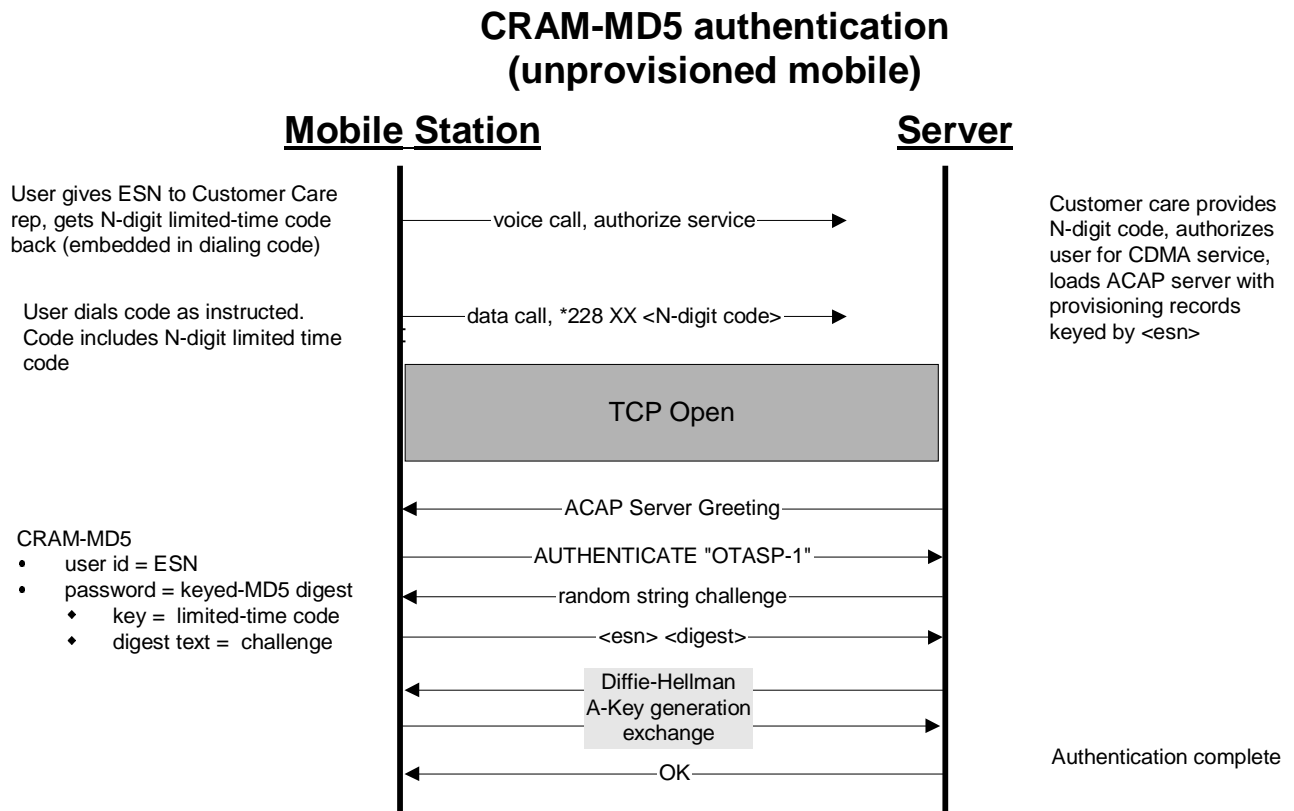 CRAM-MD5 authentication
(unprovisioned mobile)
Mobile Station
Server
User gives ESN to Customer Care
rep, gets N-digit limited-time code
back (embedded in dialing code)
voice call, authorize service
Customer care provides
N-digit code, authorizes
user for CDMA service,
loads ACAP server with
provisioning records
keyed by <esn>
User dials code as instructed.
Code includes N-digit limited time
code
data call, *228 XX <N-digit code>
:
TCP Open
ACAP Server Greeting
CRAM-MD5
• user id = ESN
• password = keyed-MD5 digest
◆ key = limited-time code
◆ digest text = challenge
AUTHENTICATE "OTASP-1"
random string challenge
<esn> <digest>
Diffie-Hellman
A-Key generation
exchange
OK
Authentication complete